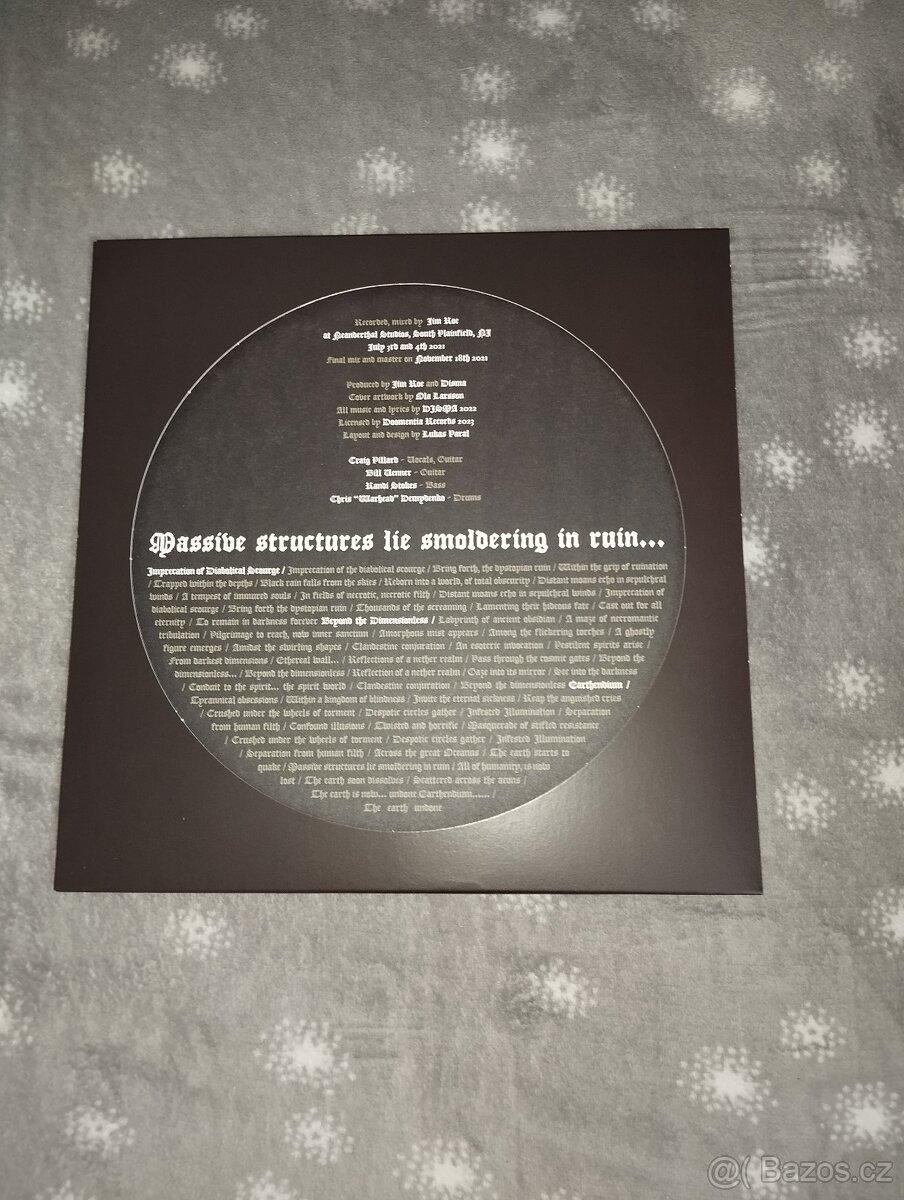 Recorded, mixed by Jim Roe
at Neanderthal Studios, South Plainfield, NJ
July 3rd and 4th 2021
Final mix and master on November 18th 2021
Produced by Jim Roe and Disma
Cover artwork by Ola Larsson
All music and lyrics by DISMA 2022
Licensed by Doomentia Records 2023
Layout and design by Lukas Paral
Craig Pillard - Vocals, Guitar
Bill Venner - Guitar
Randi Stokes - Bass
Chris "Warhead" Demydenko - Drums
Massive structures lie smoldering in ruin...
Imprecation of Diabolical Scourge / Imprecation of the diabolical scourge / Bring forth, the dystopian ruin / Within the grip of ruination
/ Trapped within the depths / Black rain falls from the skies / Reborn into a world, of total obscurity / Distant moans echo in sepulchral
winds / A tempest of immured souls / In fields of necrotic, necrotic filth / Distant moans echo in sepulchral winds / Imprecation of
diabolical scourge / Bring forth the dystopian ruin / Thousands of the screaming / Lamenting their hideous fate / Cast out for all
eternity / To remain in darkness forever Beyond the Dimensionless / Labyrinth of ancient obsidian / A maze of necromantic
tribulation / Pilgrimage to reach, now inner sanctum / Amorphous mist appears / Among the flickering torches / A ghostly
figure emerges / Amidst the swirling shapes / Clandestine conjuration / An esoteric invocation / Pestilent spirits arise /
From darkest dimensions / Ethereal wall... / Reflections of a nether realm / Pass through the cosmic gates / Beyond the
dimensionless... / Beyond the dimensionless / Reflection of a nether realm / Gaze into its mirror / See into the darkness
/ Conduit to the spirit... the spirit world / Clandestine conjuration / Beyond the dimensionless Earthendium /
Tyrannical obsessions / Within a kingdom of blindness / Invite the eternal sickness / Reap the anguished cries
/ Crushed under the wheels of torment / Despotic circles gather / Infested Illumination / Separation
from human filth / Confound illusions / Twisted and horrific / Masquerade of stifled resistance
/ Crushed under the wheels of torment / Despotic circles gather / Infested Illumination
/ Separation from human filth / Across the great Oceanus / The earth starts to
quake / Massive structures lie smoldering in ruin / All of humanity, is now
lost / The earth soon dissolves / Scattered across the aeons /
The earth is now... undone Earthendium...... /
The earth undone
@( Bazos.cz